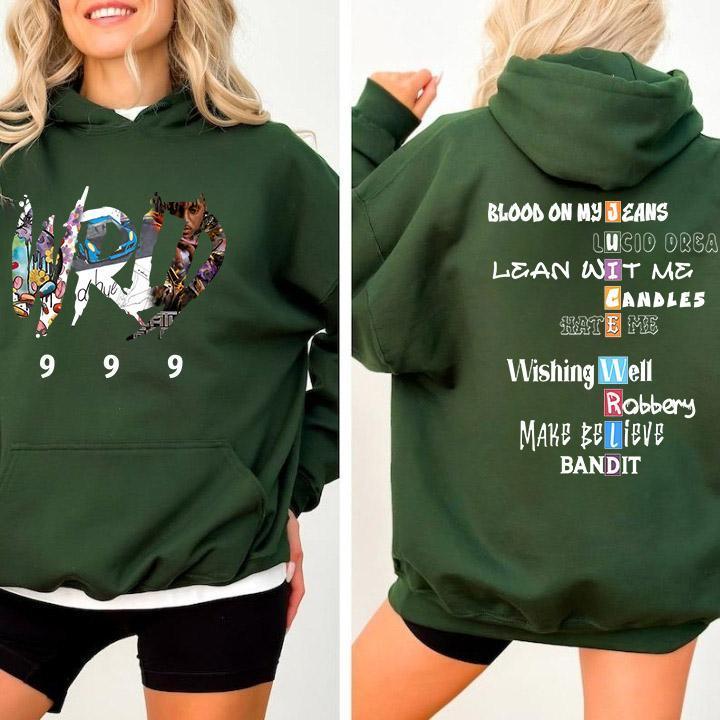 WRD
9 9 9
BLOOD ON MY JEANS
LUCID DREA
LEAN WIT ME
CANDLES
HATE ME
Wishing Well
Robbery
MAKE BELIEVE
BANDIT